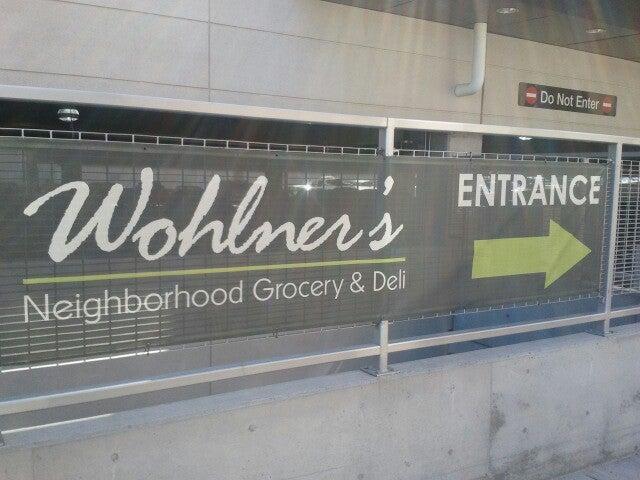 Do Not Enter
Wohlner's
Neighborhood Grocery & Deli
ENTRANCE